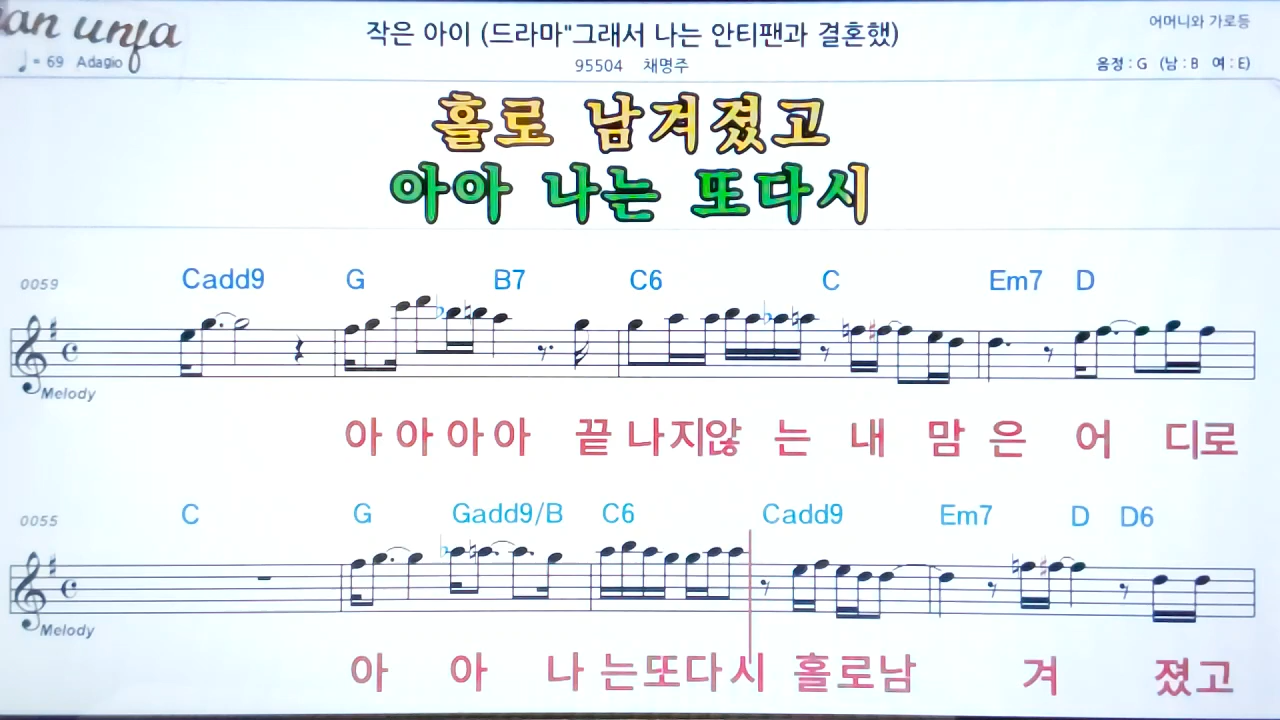 an unfa
작은 아이 (드라마"그래서 나는 안티팬과 결혼했)
어머니와 가로등
♩= 69 Adagio
95504 채명주
음정 : G (남 : B 여 : E)
홀로 남겨졌고
아아 나는 또다시
0059 Cadd9 G B7 C6 C Em7 D
Melody
아 아 아 아 끝 나지않 는 내 맘 은 어 디로
0055 C G Gadd9/B C6 Cadd9 Em7 D D6
Melody
아 아 나 는또다시 홀로남 겨 졌고